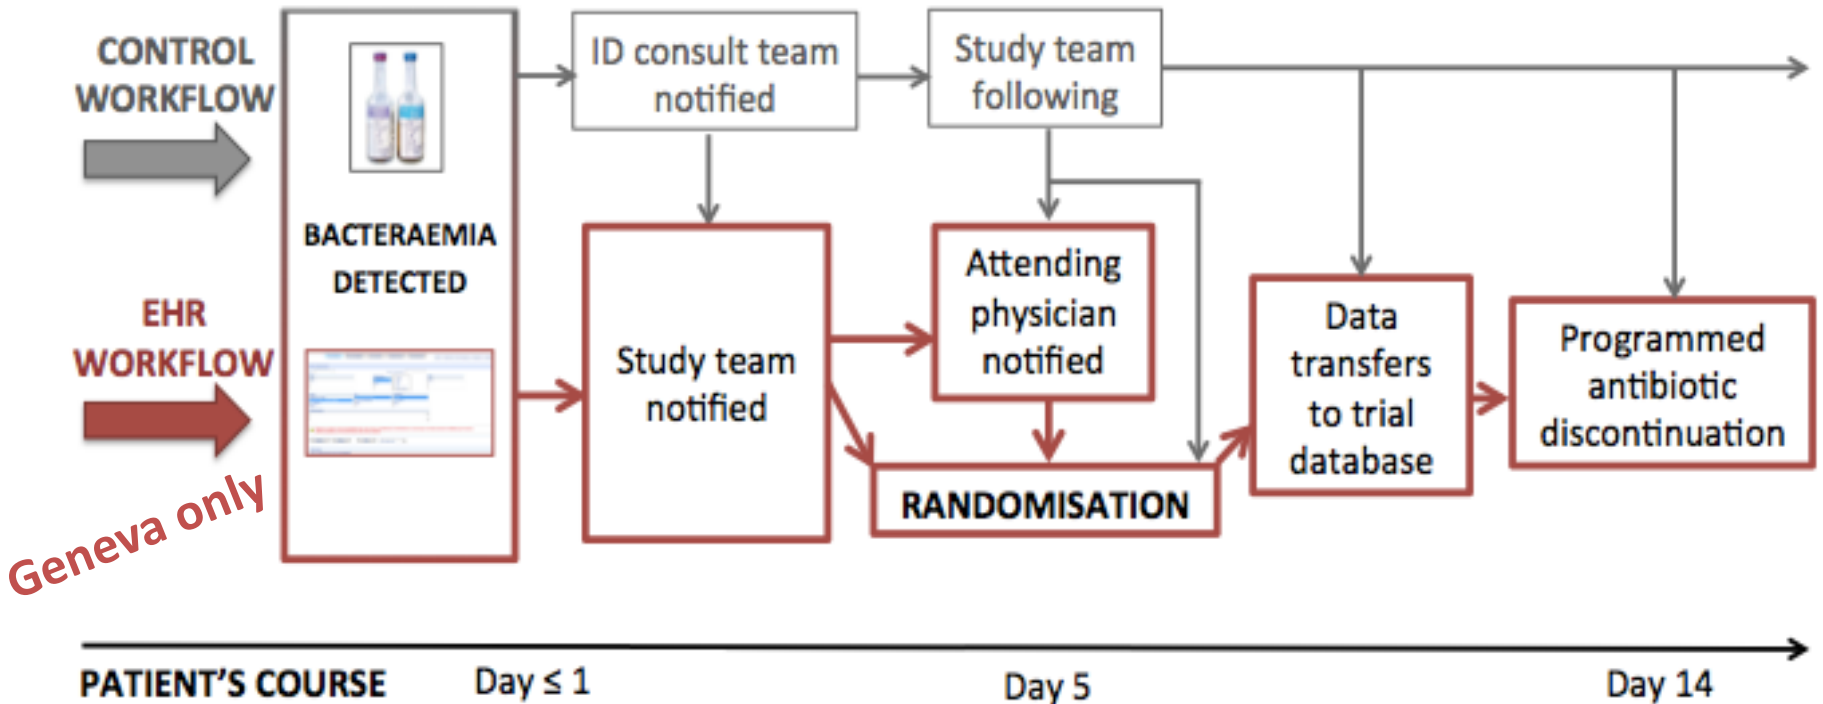 CONTROL
WORKFLOW
EHR
WORKFLOW
Geneva only
BACTERAEMIA
DETECTED
ID consult team
notified
Study team
following
Study team
notified
Attending
physician
notified
RANDOMISATION
Data
transfers
to trial
database
Programmed
antibiotic
discontinuation
PATIENT'S COURSE
Day ≤ 1
Day 5
Day 14